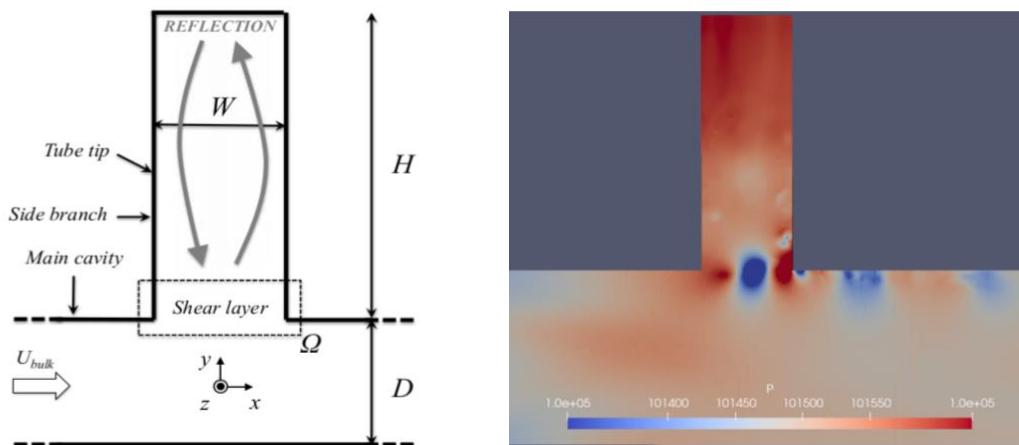 REFLECTION
W
H
Tube tip
Side branch
Main cavity
Shear layer
Ω
U_bulk
y
z
x
D
p
1.0e+05 101400 101450 101500 101550 1.0e+05